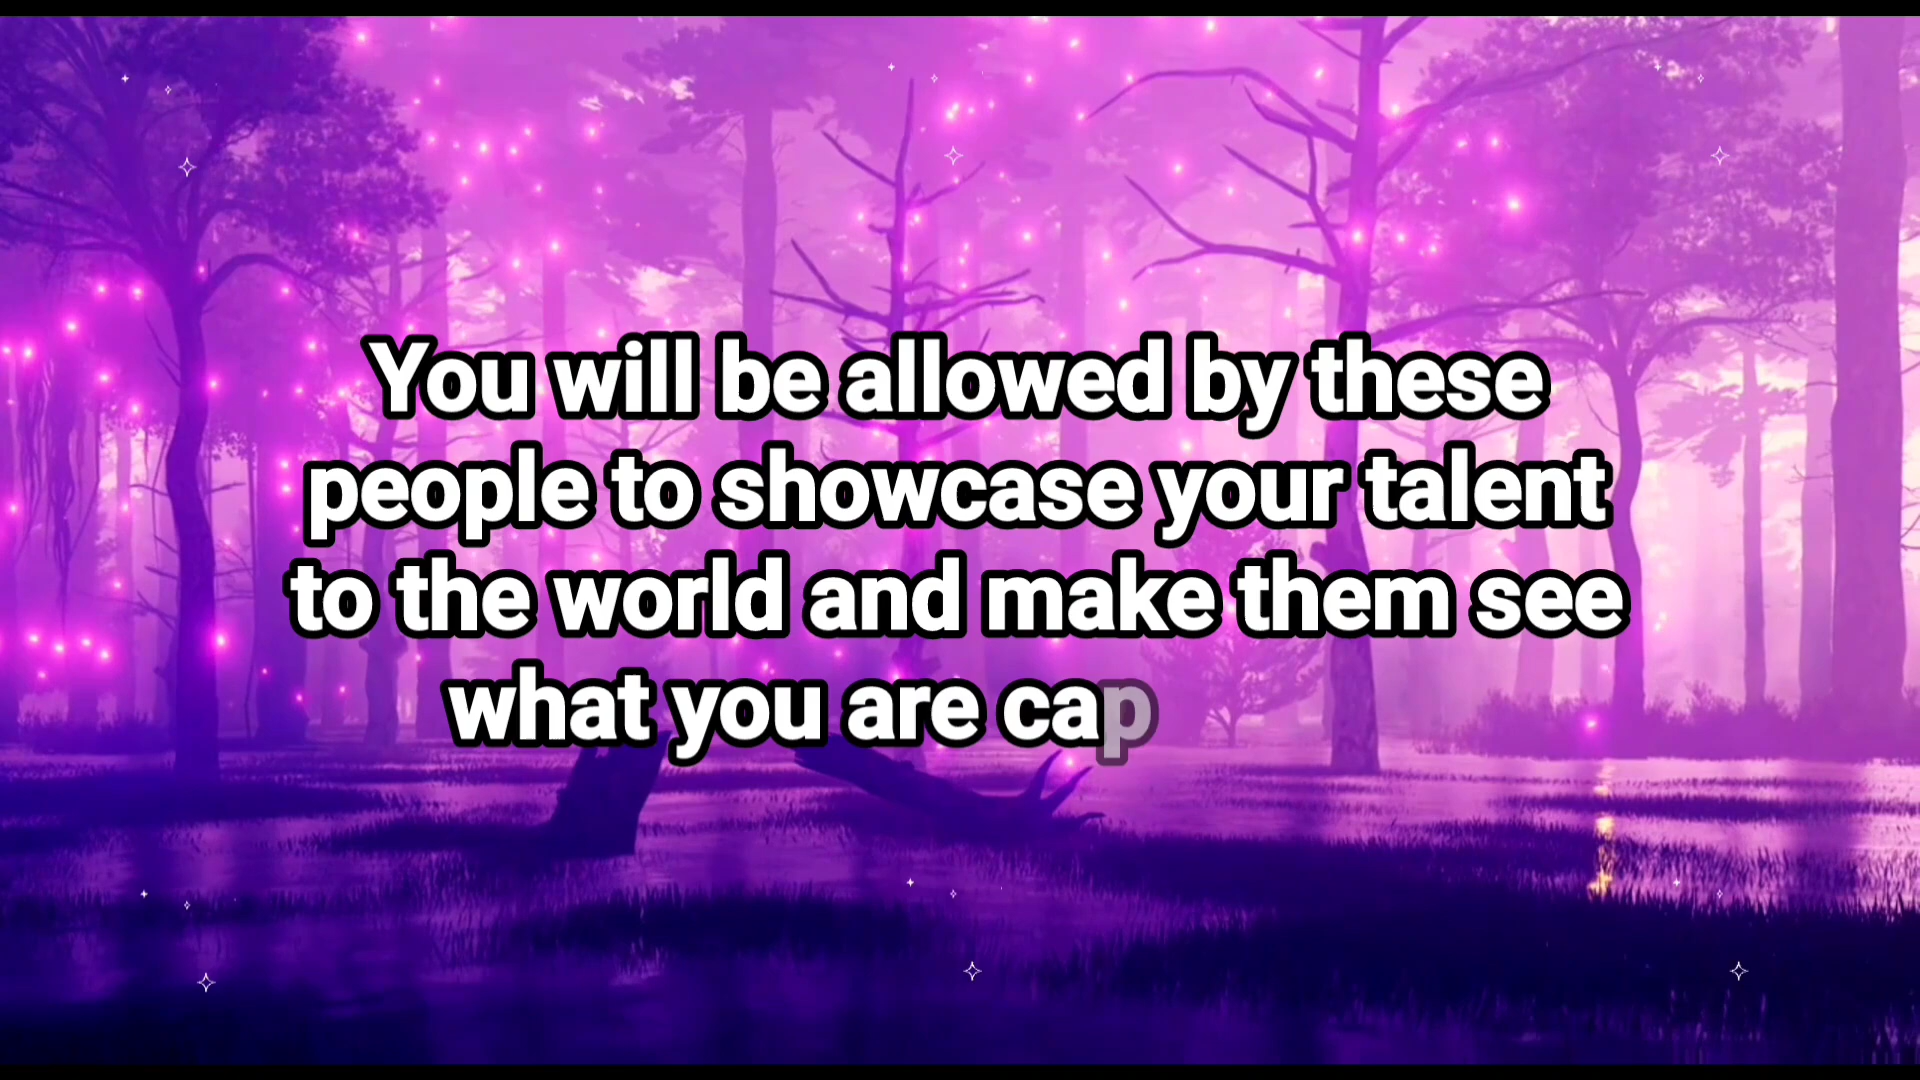 You will be allowed by these
people to showcase your talent
to the world and make them see
what you are cap